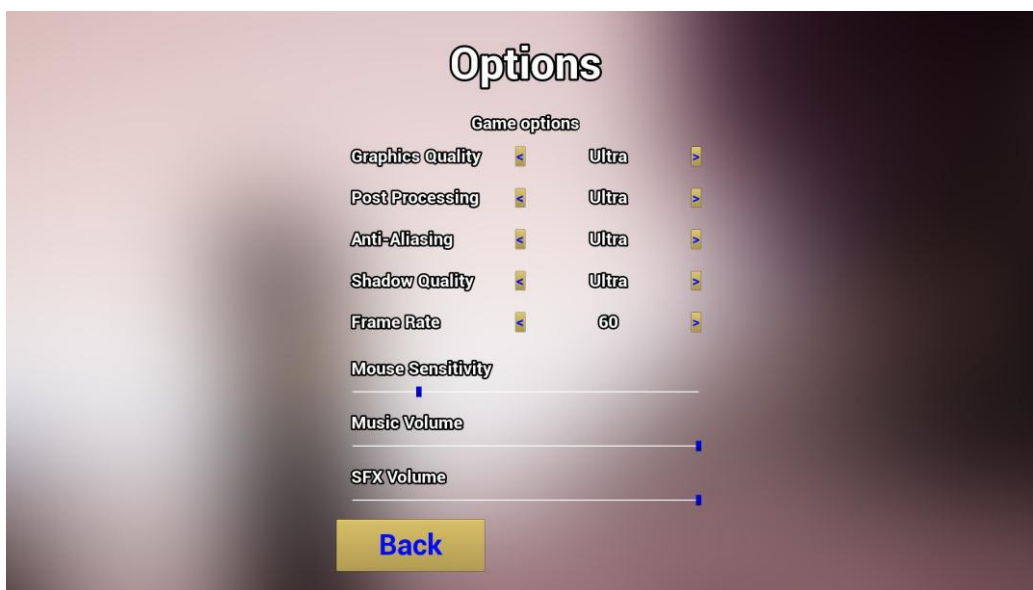 Options
Game options
Graphics Quality < Ultra >
Post Processing < Ultra >
Anti-Aliasing < Ultra >
Shadow Quality < Ultra >
Frame Rate < 60 >
Mouse Sensitivity
Music Volume
SFX Volume
Back